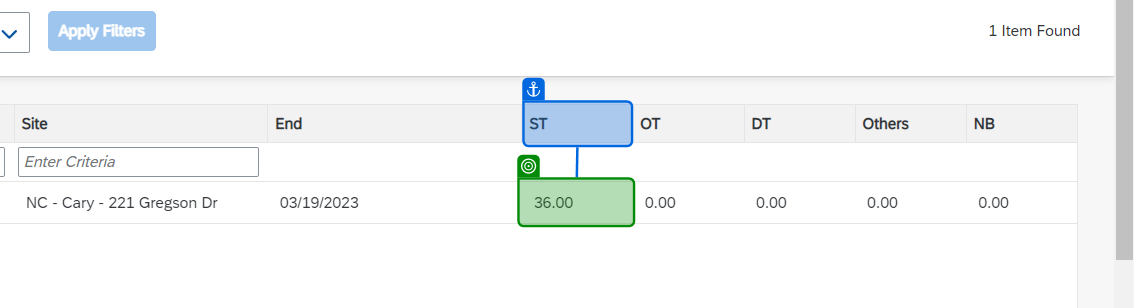 Apply Filters
1 Item Found
Site End ST OT DT Others NB
Enter Criteria
NC - Cary - 221 Gregson Dr 03/19/2023 36.00 0.00 0.00 0.00 0.00